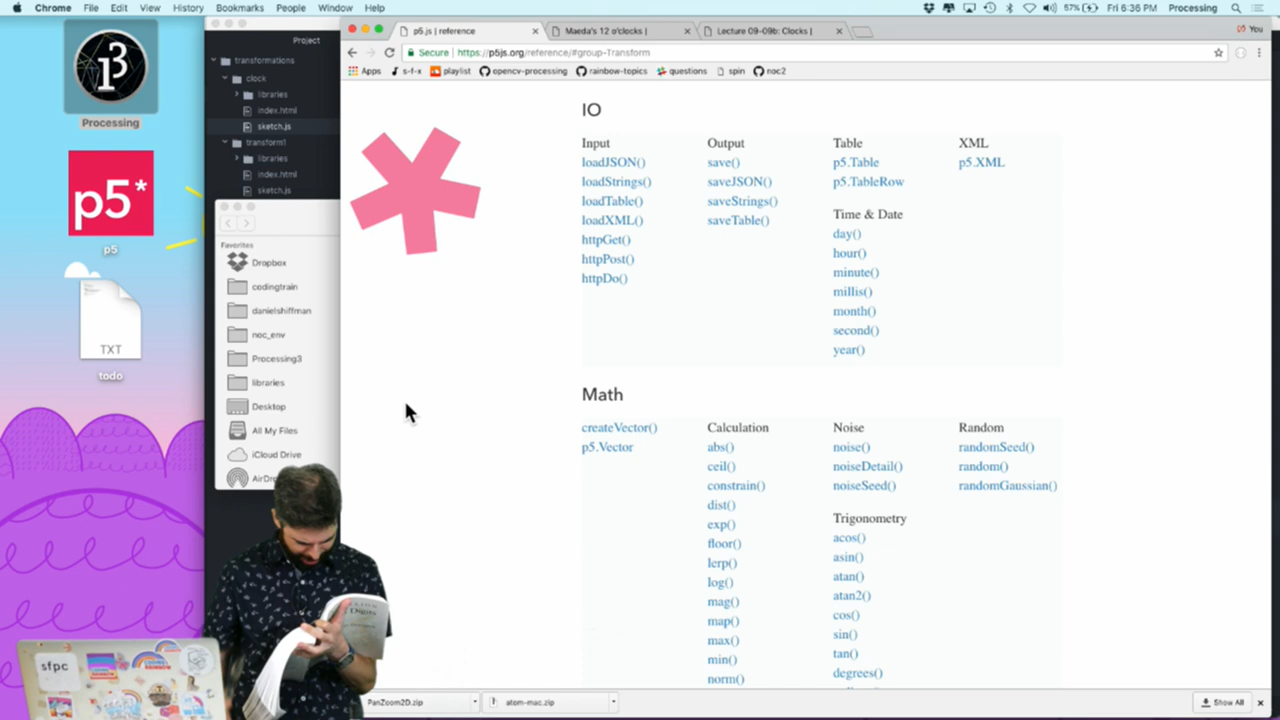 Chrome File Edit View History Bookmarks People Window Help 57% Fri 6:36 PM Processing
p5.js | reference Maeda's 12 o'clocks | Lecture 09-09b: Clocks | You
Secure https://p5js.org/reference/#group-Transform
Apps s-f-x playlist opencv-processing rainbow-topics questions spin noc2
Processing
p5*
p5
TXT
todo
Project
transformations
clock
libraries
index.html
sketch.js
transform1
libraries
index.html
sketch.js
Favorites
Dropbox
codingtrain
danielshiffman
noc_env
Processing3
libraries
Desktop
All My Files
iCloud Drive
IO
Input
loadJSON()
loadStrings()
loadTable()
loadXML()
httpGet()
httpPost()
httpDo()
Output
save()
saveJSON()
saveStrings()
saveTable()
Table
p5.Table
p5.TableRow
Time & Date
day()
hour()
minute()
millis()
month()
second()
year()
XML
p5.XML
Math
createVector()
p5.Vector
Calculation
abs()
ceil()
constrain()
dist()
exp()
floor()
lerp()
log()
mag()
map()
max()
min()
norm()
Noise
noise()
noiseDetail()
noiseSeed()
Trigonometry
acos()
asin()
atan()
atan2()
cos()
sin()
tan()
degrees()
Random
randomSeed()
random()
randomGaussian()
sfpc
Digits
PanZoom2D.zip atom-mac.zip Show All